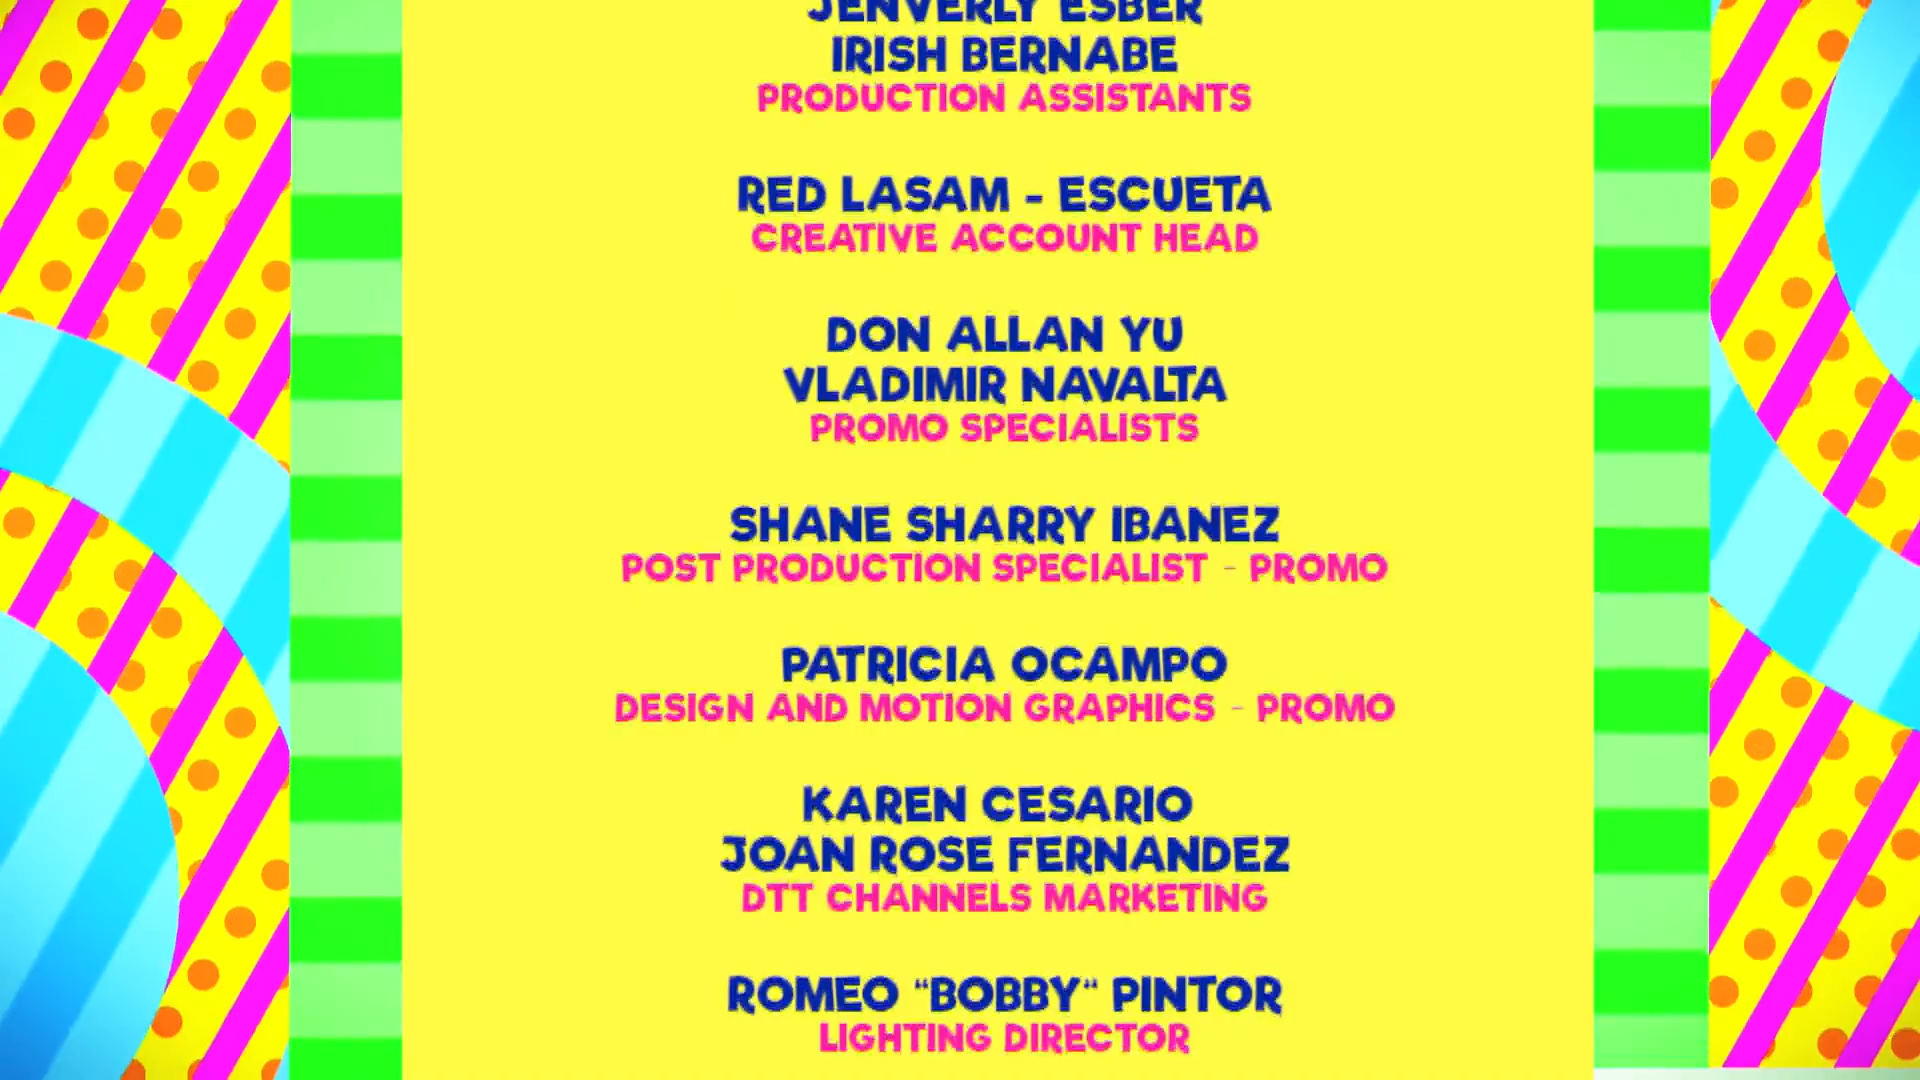 JENVERLY ESBER
IRISH BERNABE
PRODUCTION ASSISTANTS
RED LASAM - ESCUETA
CREATIVE ACCOUNT HEAD
DON ALLAN YU
VLADIMIR NAVALTA
PROMO SPECIALISTS
SHANE SHARRY IBANEZ
POST PRODUCTION SPECIALIST - PROMO
PATRICIA OCAMPO
DESIGN AND MOTION GRAPHICS - PROMO
KAREN CESARIO
JOAN ROSE FERNANDEZ
DTT CHANNELS MARKETING
ROMEO "BOBBY" PINTOR
LIGHTING DIRECTOR